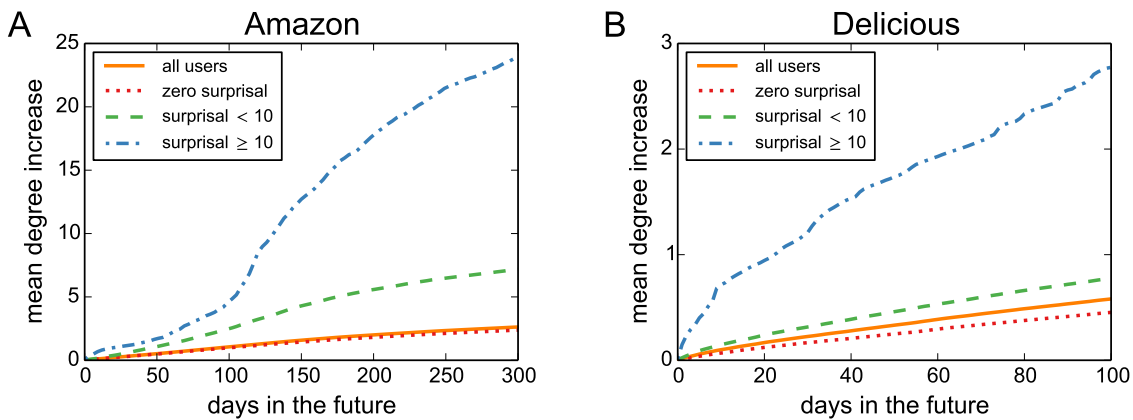 A
Amazon
mean degree increase
25
20
15
10
5
0
all users
zero surprisal
surprisal < 10
surprisal ≥ 10
0 50 100 150 200 250 300
days in the future
B
Delicious
mean degree increase
3
2
1
0
all users
zero surprisal
surprisal < 10
surprisal ≥ 10
0 20 40 60 80 100
days in the future